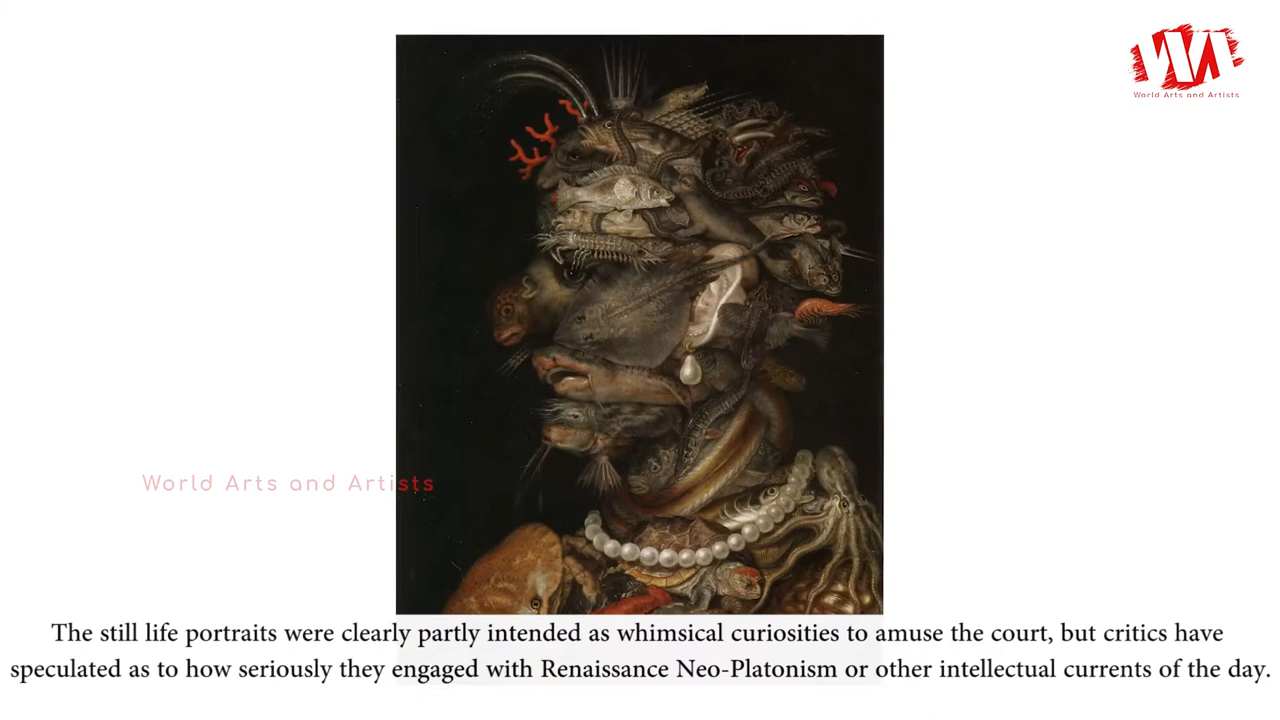 World Arts and Artists
World Arts and Artists
The still life portraits were clearly partly intended as whimsical curiosities to amuse the court, but critics have
speculated as to how seriously they engaged with Renaissance Neo-Platonism or other intellectual currents of the day.